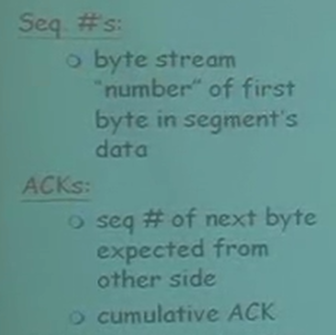 Seq. #'s:
o byte stream
"number" of first
byte in segment's
data
ACKs:
o seq # of next byte
expected from
other side
o cumulative ACK